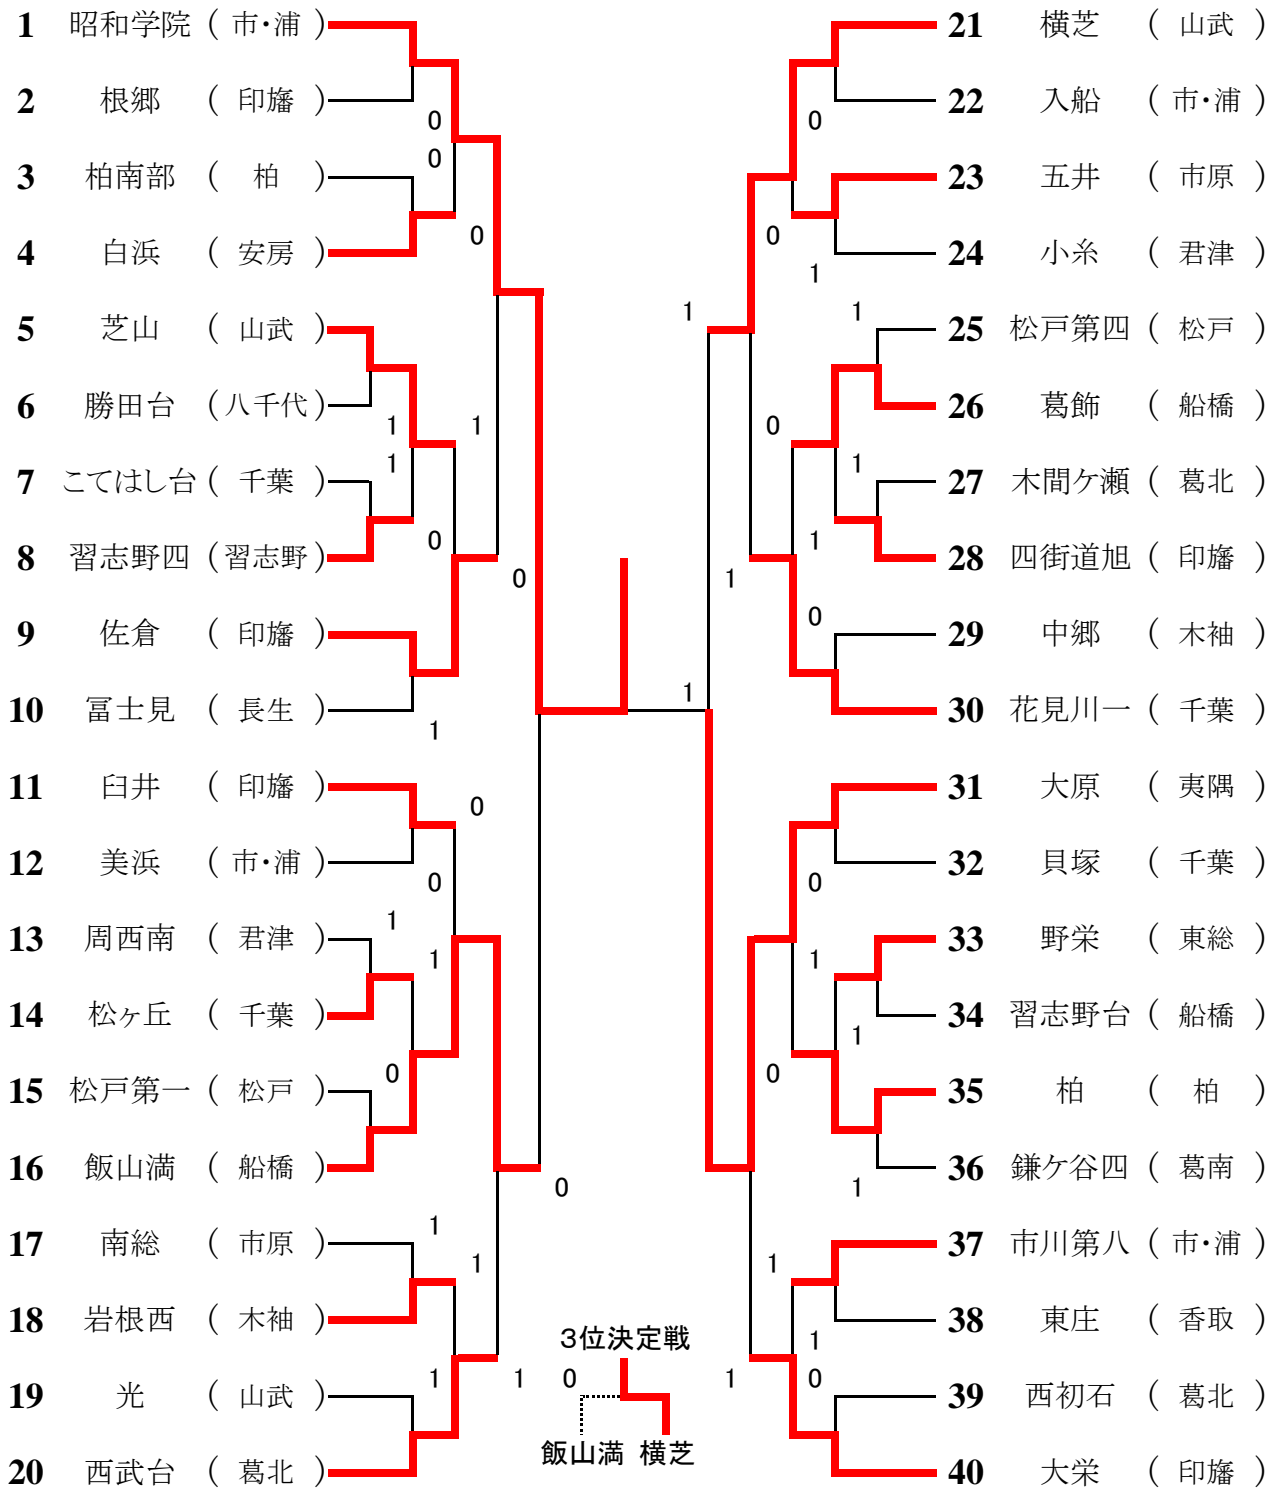 1 昭和学院 ( 市・浦 )
2 根郷 ( 印旛 )
0
0
3 柏南部 ( 柏 )
4 白浜 ( 安房 )
0
5 芝山 ( 山武 )
6 勝田台 ( 八千代 )
1
1
1
7 こてはし台 ( 千葉 )
8 習志野四 ( 習志野 )
0
0
9 佐倉 ( 印旛 )
10 冨士見 ( 長生 )
1
11 臼井 ( 印旛 )
0
12 美浜 ( 市・浦 )
0
13 周西南 ( 君津 )
1
1
14 松ヶ丘 ( 千葉 )
0
15 松戸第一 ( 松戸 )
16 飯山満 ( 船橋 )
0
17 南総 ( 市原 )
1
1
18 岩根西 ( 木袖 )
19 光 ( 山武 )
1
1
20 西武台 ( 葛北 )
21 横芝 ( 山武 )
22 入船 ( 市・浦 )
0
23 五井 ( 市原 )
0
24 小糸 ( 君津 )
1
1
1
25 松戸第四 ( 松戸 )
26 葛飾 ( 船橋 )
0
1
27 木間ケ瀬 ( 葛北 )
1
28 四街道旭 ( 印旛 )
1
0
29 中郷 ( 木袖 )
1
30 花見川一 ( 千葉 )
31 大原 ( 夷隅 )
32 貝塚 ( 千葉 )
0
33 野栄 ( 東総 )
1
34 習志野台 ( 船橋 )
1
0
35 柏 ( 柏 )
36 鎌ケ谷四 ( 葛南 )
1
37 市川第八 ( 市・浦 )
1
38 東庄 ( 香取 )
1
1
0
39 西初石 ( 葛北 )
40 大栄 ( 印旛 )
3位決定戦
0
飯山満 横芝